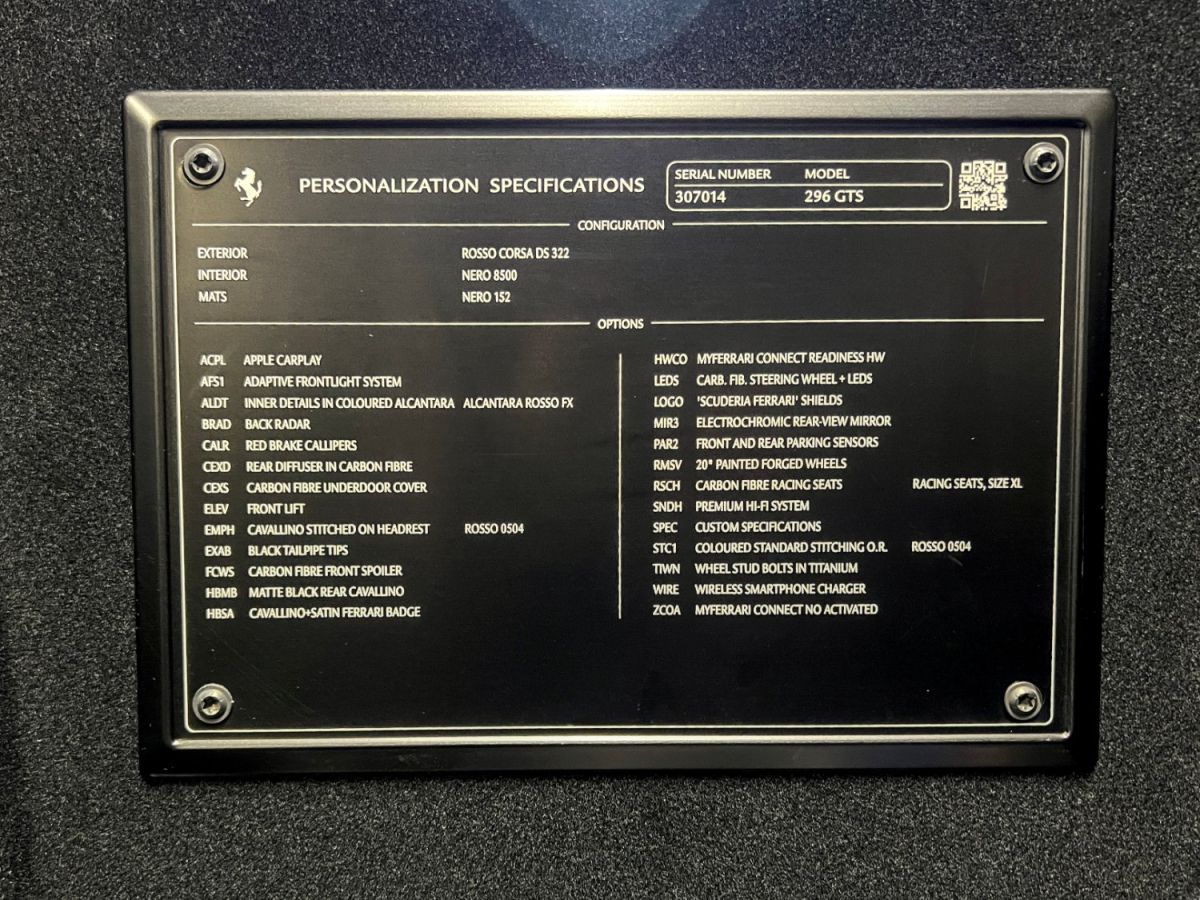 PERSONALIZATION SPECIFICATIONS
SERIAL NUMBER MODEL
307014 296 GTS
CONFIGURATION
EXTERIOR ROSSO CORSA DS 322
INTERIOR NERO 8500
MATS NERO 152
OPTIONS
ACPL APPLE CARPLAY
AFS1 ADAPTIVE FRONTLIGHT SYSTEM
ALDT INNER DETAILS IN COLOURED ALCANTARA ALCANTARA ROSSO FX
BRAD BACK RADAR
CALR RED BRAKE CALLIPERS
CEXD REAR DIFFUSER IN CARBON FIBRE
CEXS CARBON FIBRE UNDERDOOR COVER
ELEV FRONT LIFT
EMPH CAVALLINO STITCHED ON HEADREST ROSSO 0504
EXAB BLACK TAILPIPE TIPS
FCWS CARBON FIBRE FRONT SPOILER
HBMB MATTE BLACK REAR CAVALLINO
HBSA CAVALLINO+SATIN FERRARI BADGE
HWCO MYFERRARI CONNECT READINESS HW
LEDS CARB. FIB. STEERING WHEEL + LEDS
LOGO 'SCUDERIA FERRARI' SHIELDS
MIR3 ELECTROCHROMIC REAR-VIEW MIRROR
PAR2 FRONT AND REAR PARKING SENSORS
RMSV 20" PAINTED FORGED WHEELS
RSCH CARBON FIBRE RACING SEATS RACING SEATS, SIZE XL
SNDH PREMIUM HI-FI SYSTEM
SPEC CUSTOM SPECIFICATIONS
STC1 COLOURED STANDARD STITCHING O.R. ROSSO 0504
TIWN WHEEL STUD BOLTS IN TITANIUM
WIRE WIRELESS SMARTPHONE CHARGER
ZCOA MYFERRARI CONNECT NO ACTIVATED